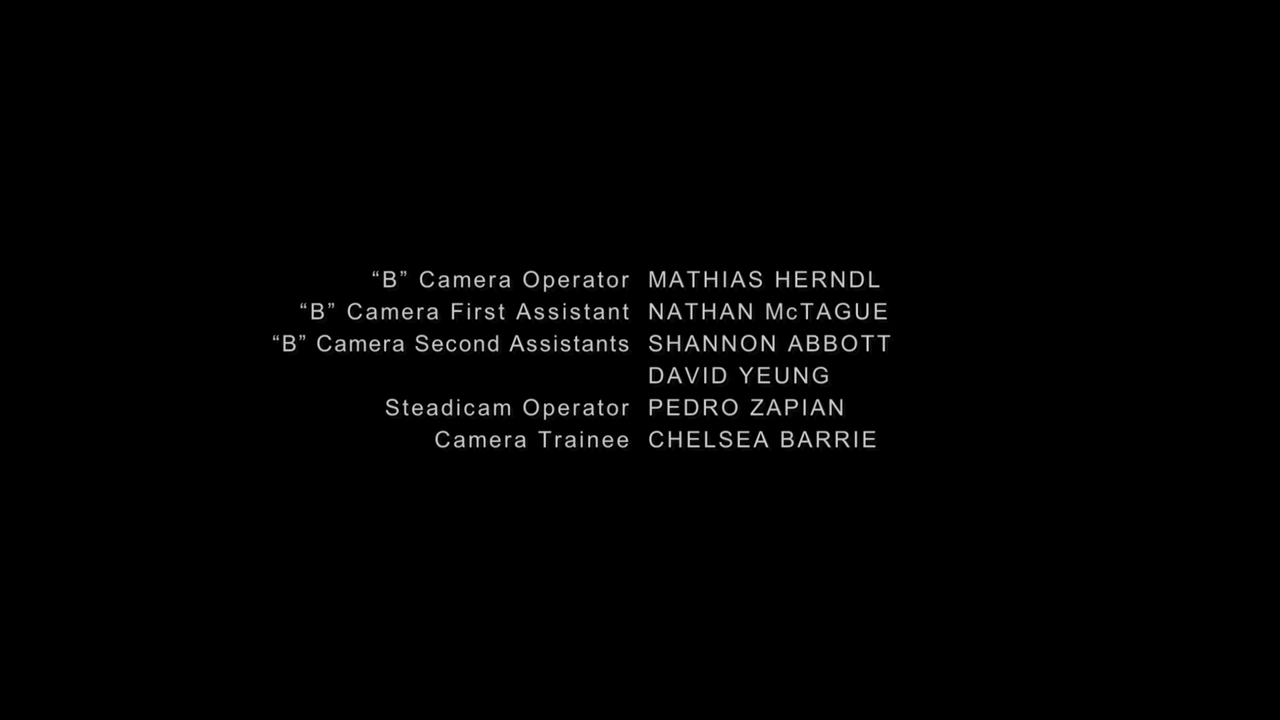 “B” Camera Operator MATHIAS HERNDL
“B” Camera First Assistant NATHAN McTAGUE
“B” Camera Second Assistants SHANNON ABBOTT
DAVID YEUNG
Steadicam Operator PEDRO ZAPIAN
Camera Trainee CHELSEA BARRIE